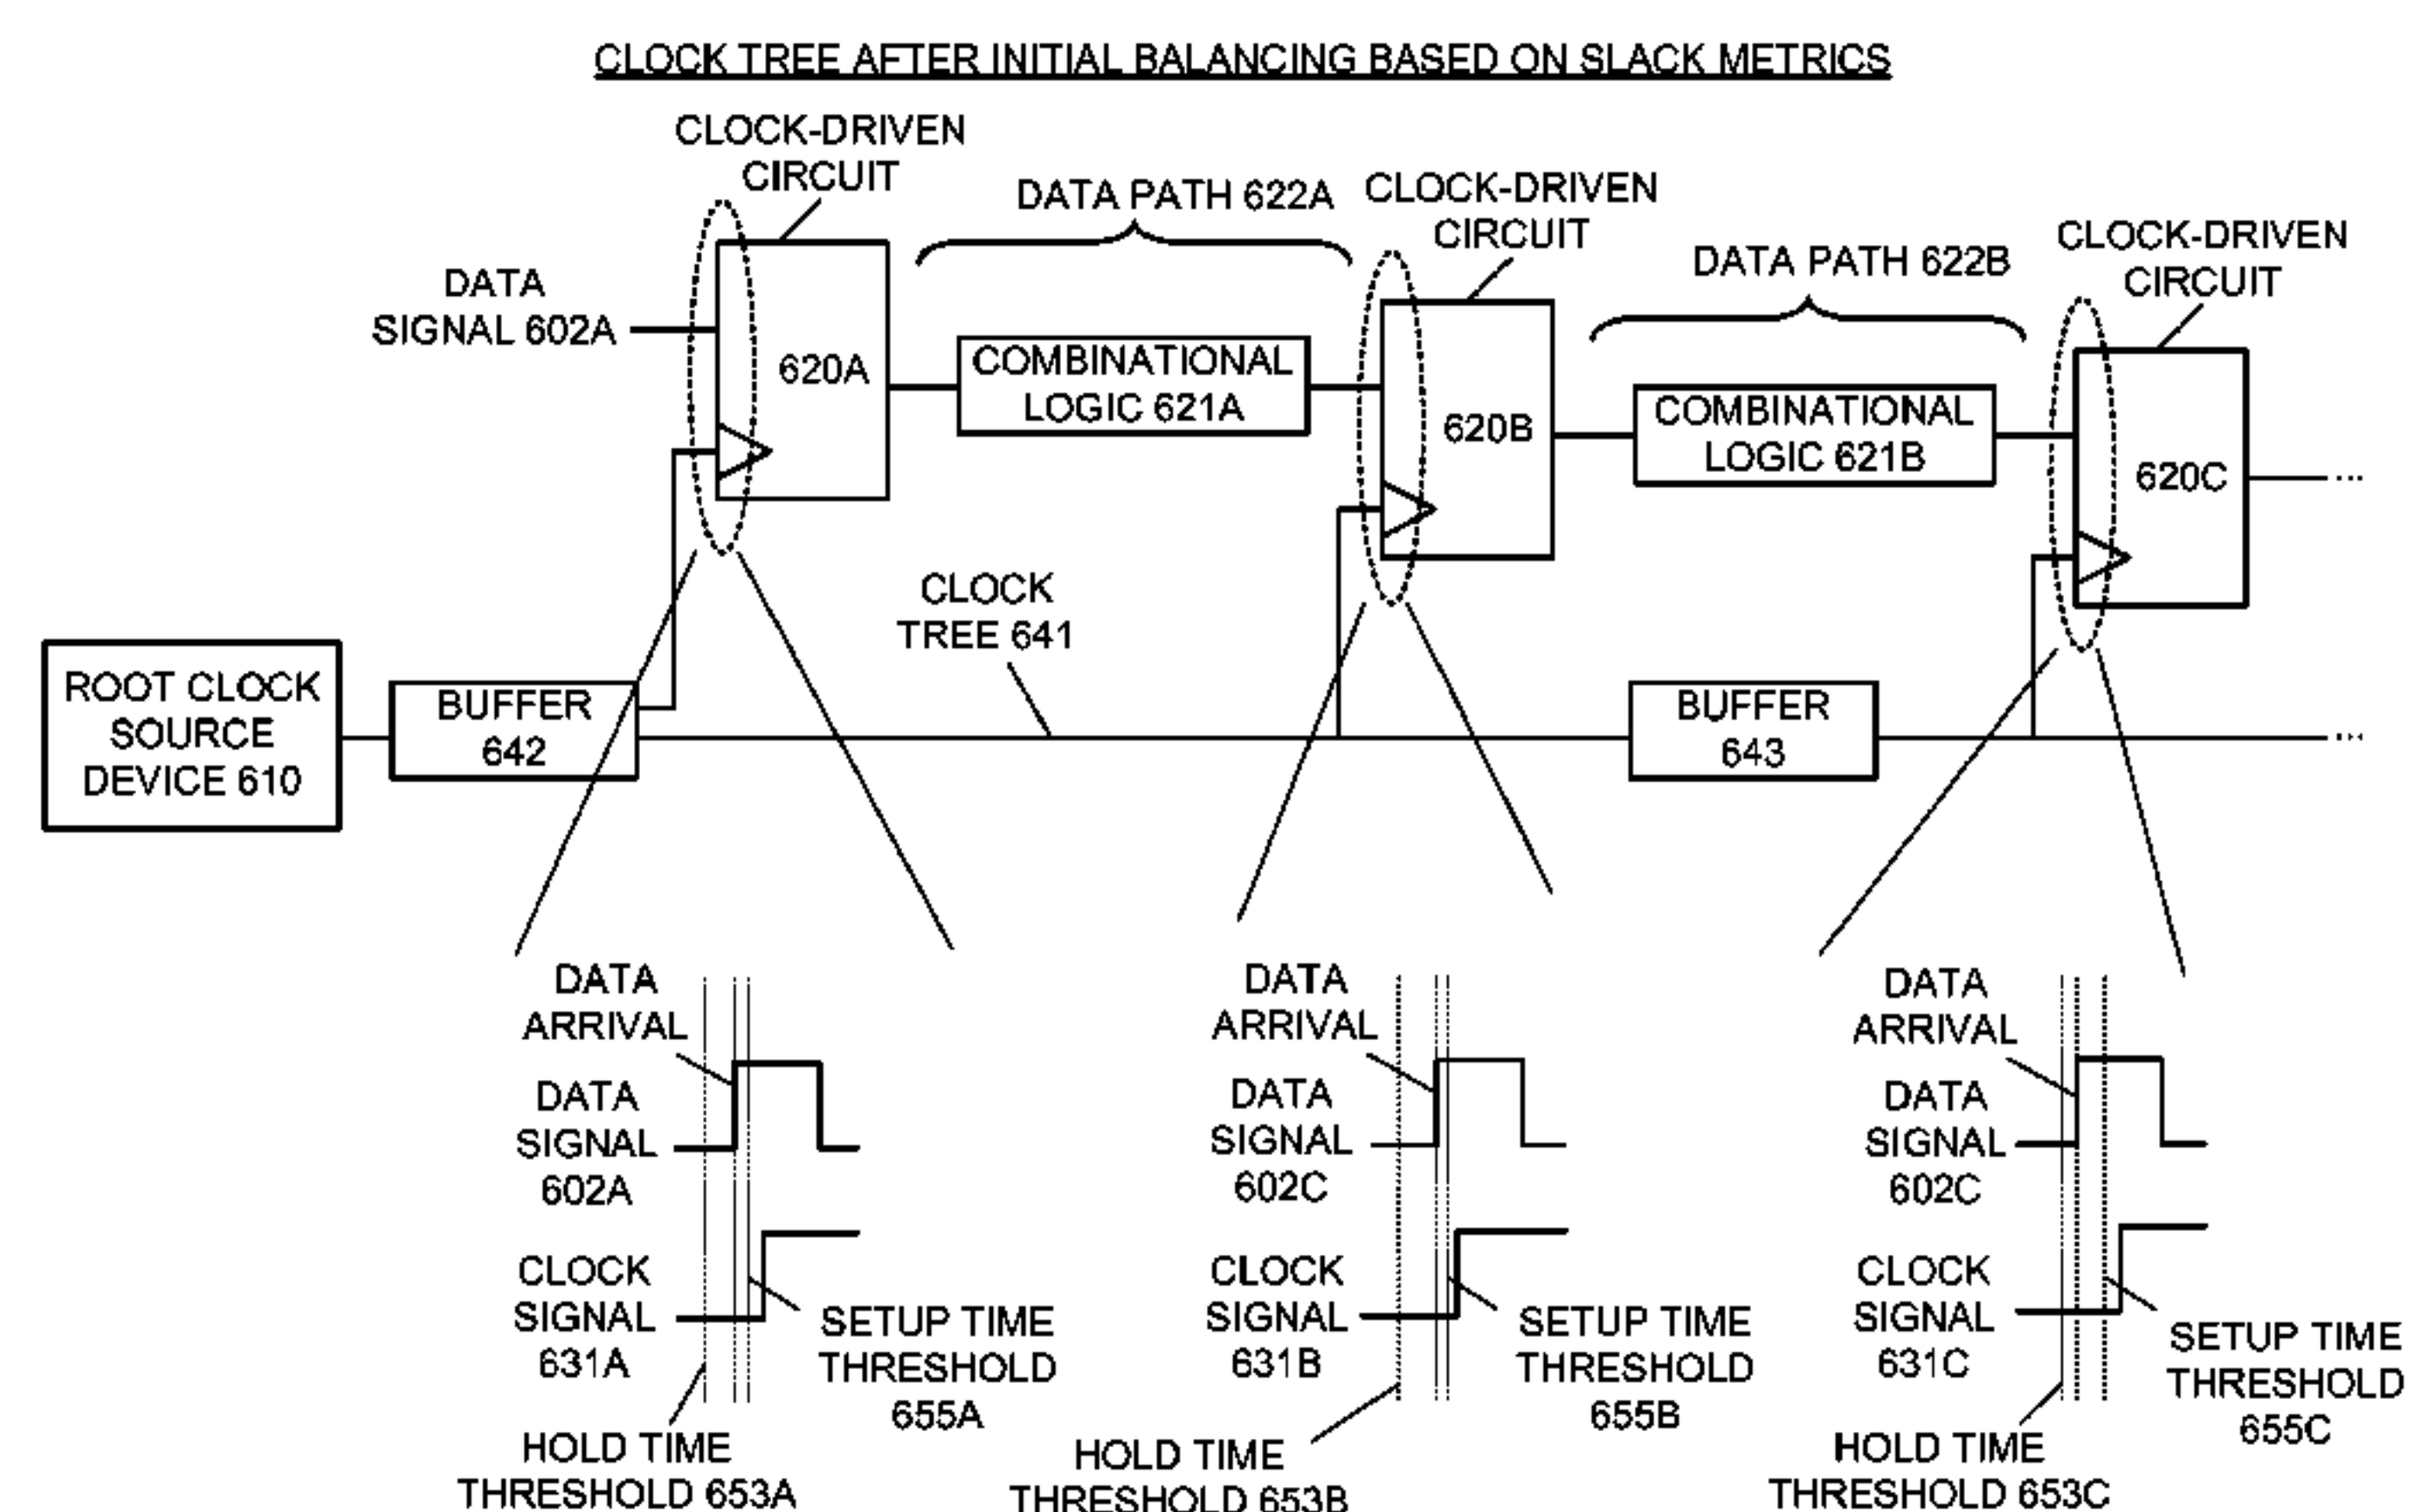 CLOCK TREE AFTER INITIAL BALANCING BASED ON SLACK METRICS
CLOCK-DRIVEN
CIRCUIT
DATA PATH 622A
CLOCK-DRIVEN
CIRCUIT
DATA PATH 622B
CLOCK-DRIVEN
CIRCUIT
DATA
SIGNAL 602A
620A
COMBINATIONAL
LOGIC 621A
620B
COMBINATIONAL
LOGIC 621B
620C
...
CLOCK
TREE 641
ROOT CLOCK
SOURCE
DEVICE 610
BUFFER
642
BUFFER
643
...
DATA
ARRIVAL
DATA
SIGNAL
602A
CLOCK
SIGNAL
631A
SETUP TIME
THRESHOLD
655A
HOLD TIME
THRESHOLD 653A
DATA
ARRIVAL
DATA
SIGNAL
602C
CLOCK
SIGNAL
631B
SETUP TIME
THRESHOLD
655B
HOLD TIME
THRESHOLD 653B
DATA
ARRIVAL
DATA
SIGNAL
602C
CLOCK
SIGNAL
631C
SETUP TIME
THRESHOLD
655C
HOLD TIME
THRESHOLD 653C